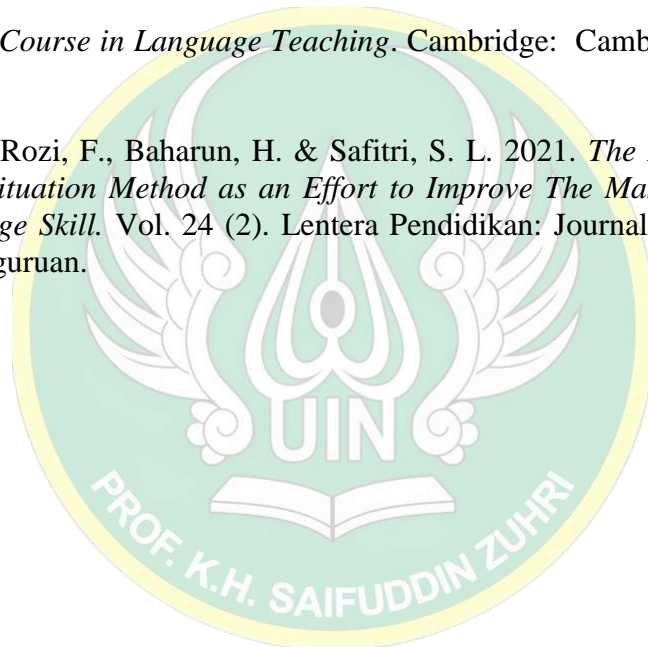 Course in Language Teaching. Cambridge: Camb
Rozi, F., Baharun, H. & Safitri, S. L. 2021. The
ituation Method as an Effort to Improve The Ma
ge Skill. Vol. 24 (2). Lentera Pendidikan: Journal
guruan.
UIN
PROF. K.H. SAIFUDDIN ZUHRI